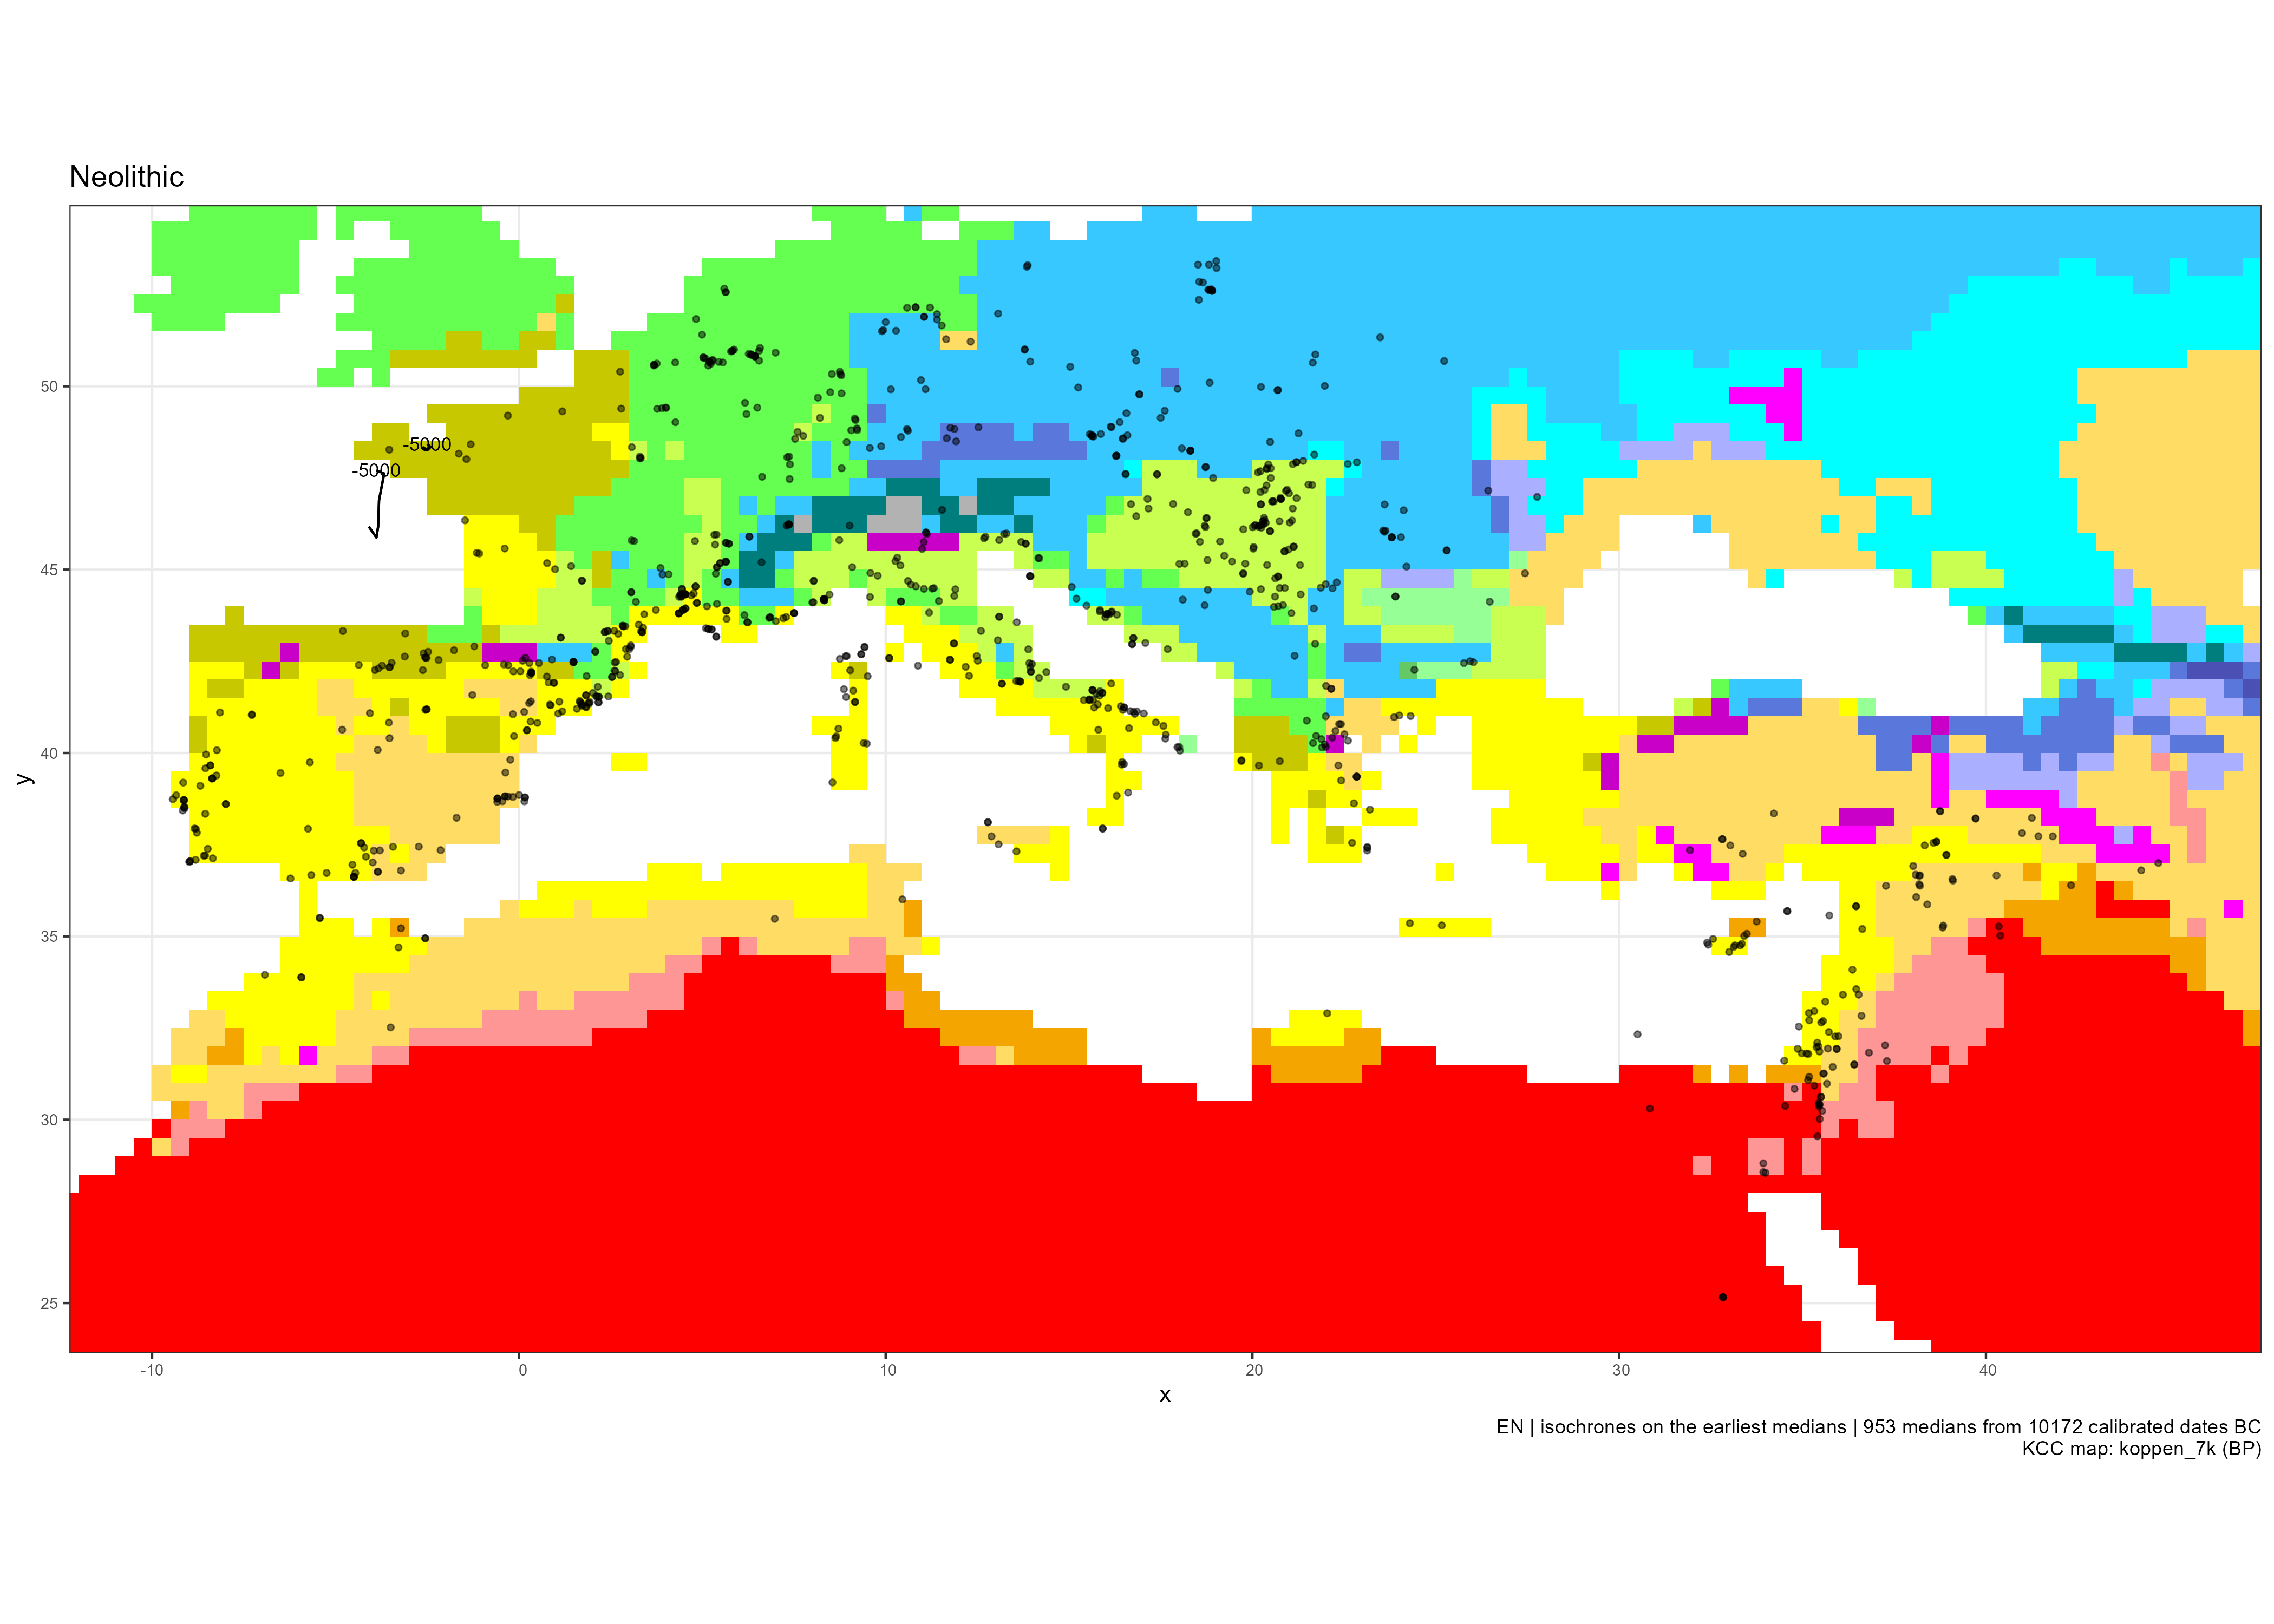 Neolithic
50
-5000
-5000
45
40
y
35
30
25
-10
0
10
20
30
40
x
EN | isochrones on the earliest medians | 953 medians from 10172 calibrated dates BC
KCC map: koppen_7k (BP)